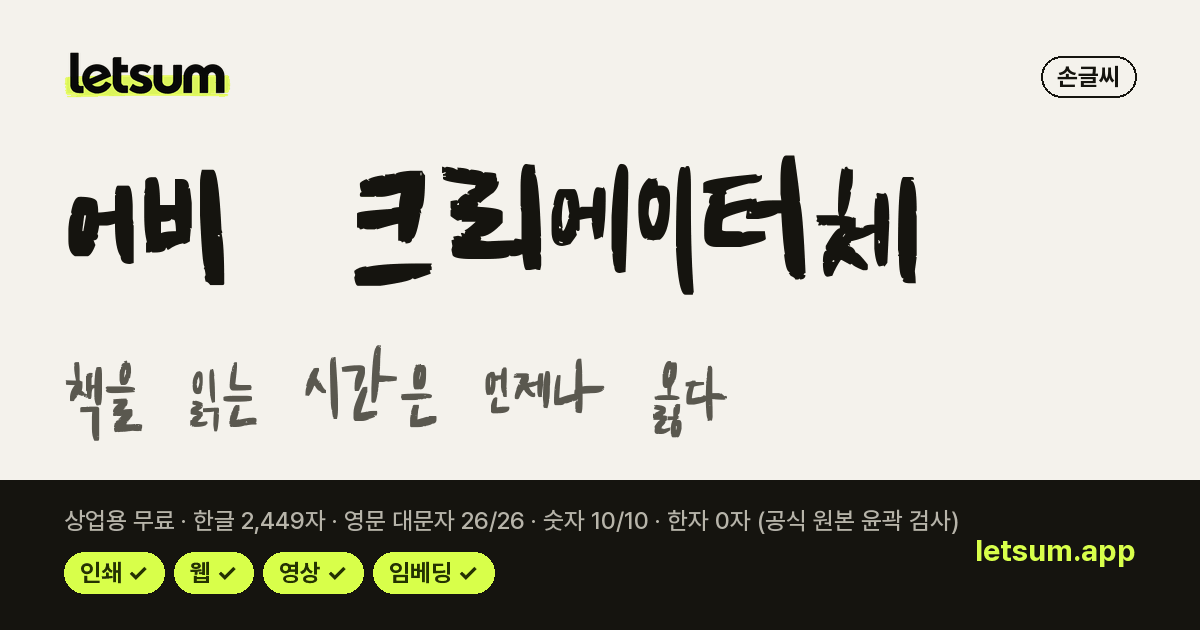 letsum
손글씨
어비 크리에이터체
책을 읽는 시간은 언제나 옳다
상업용 무료 · 한글 2,449자 · 영문 대문자 26/26 · 숫자 10/10 · 한자 0자 (공식 원본 윤곽 검사)
인쇄 ✓ 웹 ✓ 영상 ✓ 임베딩 ✓
letsum.app